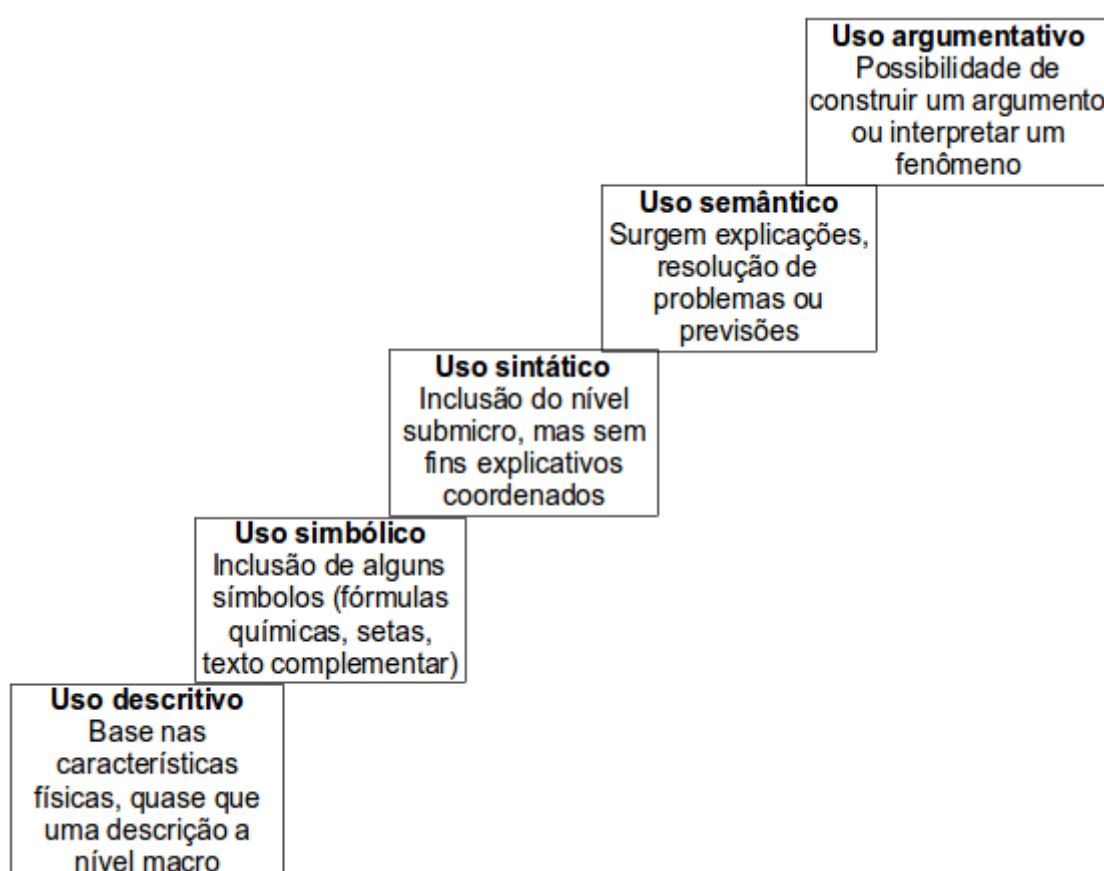 Uso argumentativo
Possibilidade de
construir um argumento
ou interpretar um
fenômeno
Uso semântico
Surgem explicações,
resolução de
problemas ou
previsões
Uso sintático
Inclusão do nível
submicro, mas sem
fins explicativos
coordenados
Uso simbólico
Inclusão de alguns
símbolos (fórmulas
químicas, setas,
texto complementar)
Uso descritivo
Base nas
características
físicas, quase que
uma descrição a
nível macro